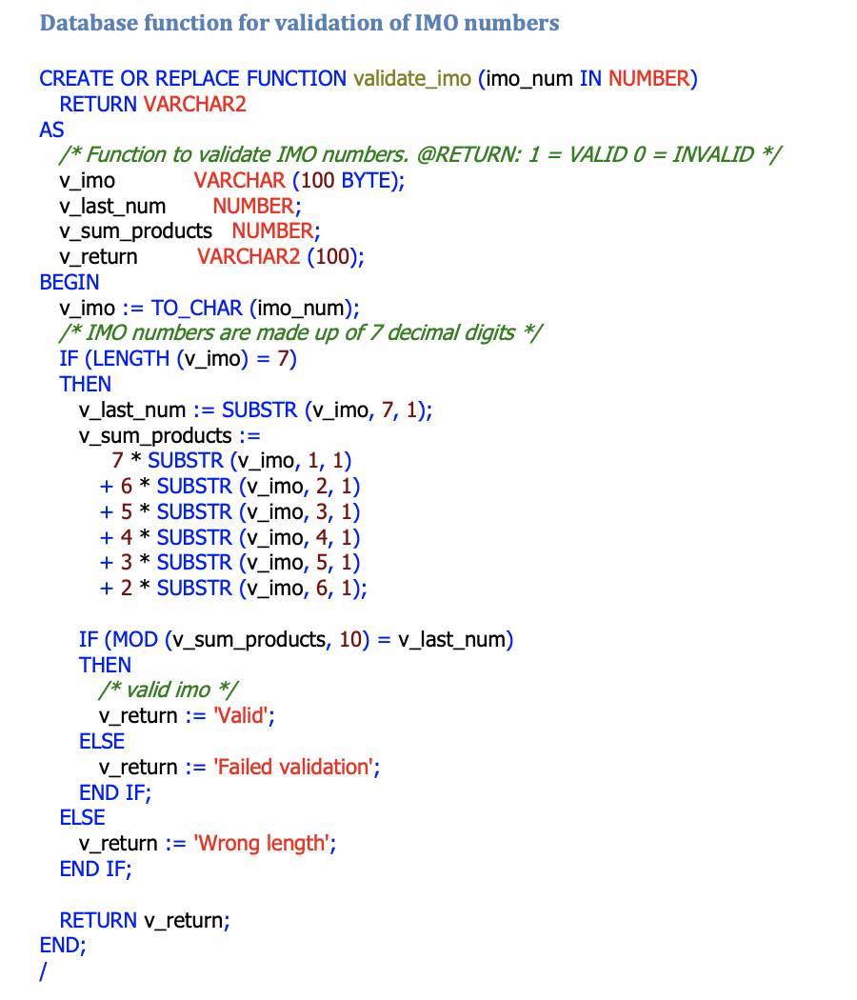 Database function for validation of IMO numbers
CREATE OR REPLACE FUNCTION validate_imo (imo_num IN NUMBER)
RETURN VARCHAR2
AS
/* Function to validate IMO numbers. @RETURN: 1 = VALID 0 = INVALID */
v_imo VARCHAR (100 BYTE);
v_last_num NUMBER;
v_sum_products NUMBER;
v_return VARCHAR2 (100);
BEGIN
v_imo := TO_CHAR (imo_num);
/* IMO numbers are made up of 7 decimal digits */
IF (LENGTH (v_imo) = 7)
THEN
v_last_num := SUBSTR (v_imo, 7, 1);
v_sum_products :=
7 * SUBSTR (v_imo, 1, 1)
+ 6 * SUBSTR (v_imo, 2, 1)
+ 5 * SUBSTR (v_imo, 3, 1)
+ 4 * SUBSTR (v_imo, 4, 1)
+ 3 * SUBSTR (v_imo, 5, 1)
+ 2 * SUBSTR (v_imo, 6, 1);
IF (MOD (v_sum_products, 10) = v_last_num)
THEN
/* valid imo */
v_return := 'Valid';
ELSE
v_return := 'Failed validation';
END IF;
ELSE
v_return := 'Wrong length';
END IF;
RETURN v_return;
END;
/